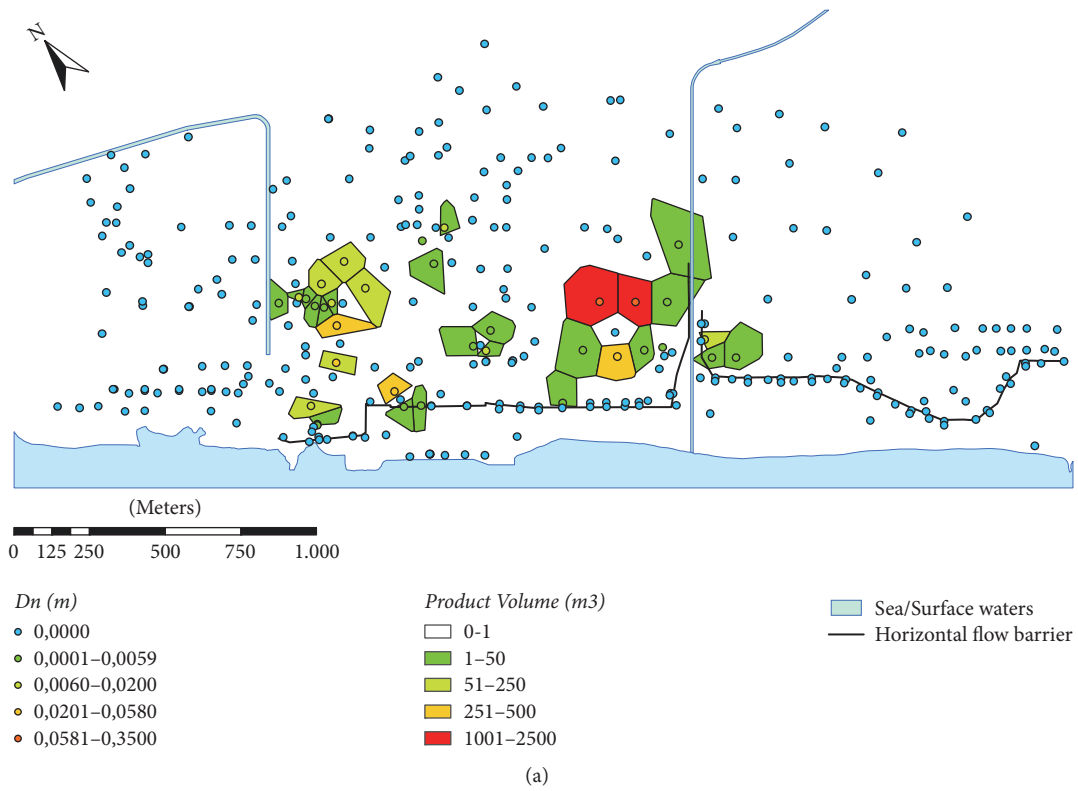 N
(Meters)
0 125 250 500 750 1.000
Dn (m)
0,0000
0,0001–0,0059
0,0060–0,0200
0,0201–0,0580
0,0581–0,3500
Product Volume (m3)
0-1
1–50
51–250
251–500
1001–2500
Sea/Surface waters
Horizontal flow barrier
(a)